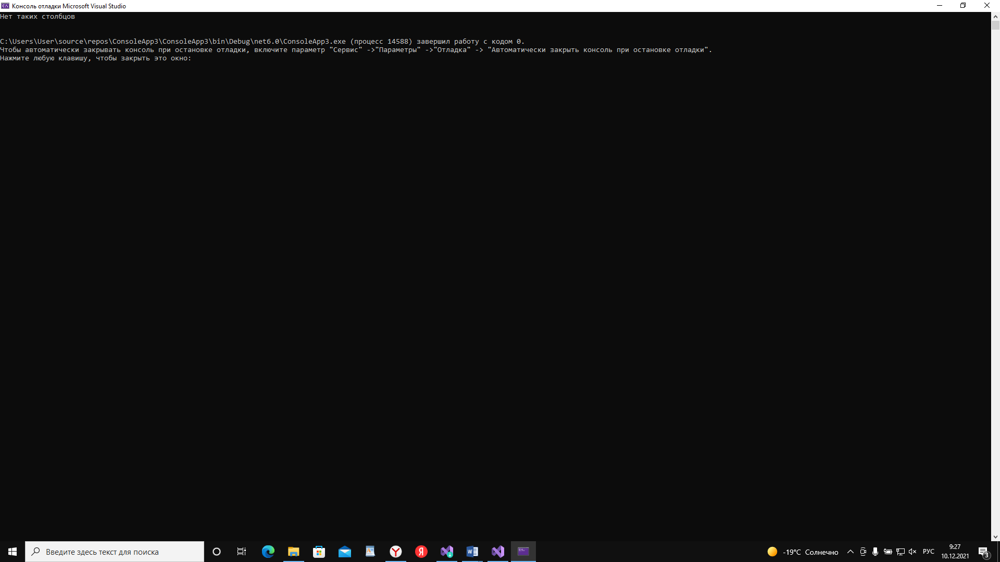 Консоль отладки Microsoft Visual Studio
Нет таких столбцов
C:\Users\User\source\repos\ConsoleApp3\ConsoleApp3\bin\Debug\net6.0\ConsoleApp3.exe (процесс 14588) завершил работу с кодом 0.
Чтобы автоматически закрывать консоль при остановке отладки, включите параметр "Сервис" ->"Параметры" ->"Отладка" -> "Автоматически закрыть консоль при остановке отладки".
Нажмите любую клавишу, чтобы закрыть это окно:
Введите здесь текст для поиска
-19°C Солнечно
РУС
9:27
10.12.2021
3